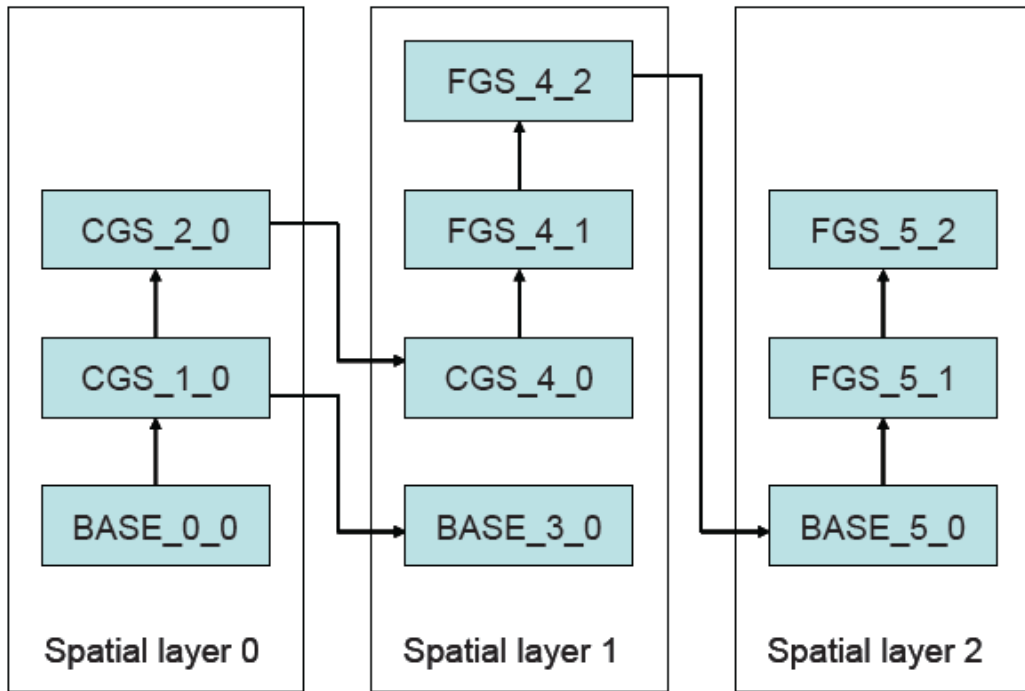 CGS_2_0
CGS_1_0
BASE_0_0
Spatial layer 0
FGS_4_2
FGS_4_1
CGS_4_0
BASE_3_0
Spatial layer 1
FGS_5_2
FGS_5_1
BASE_5_0
Spatial layer 2